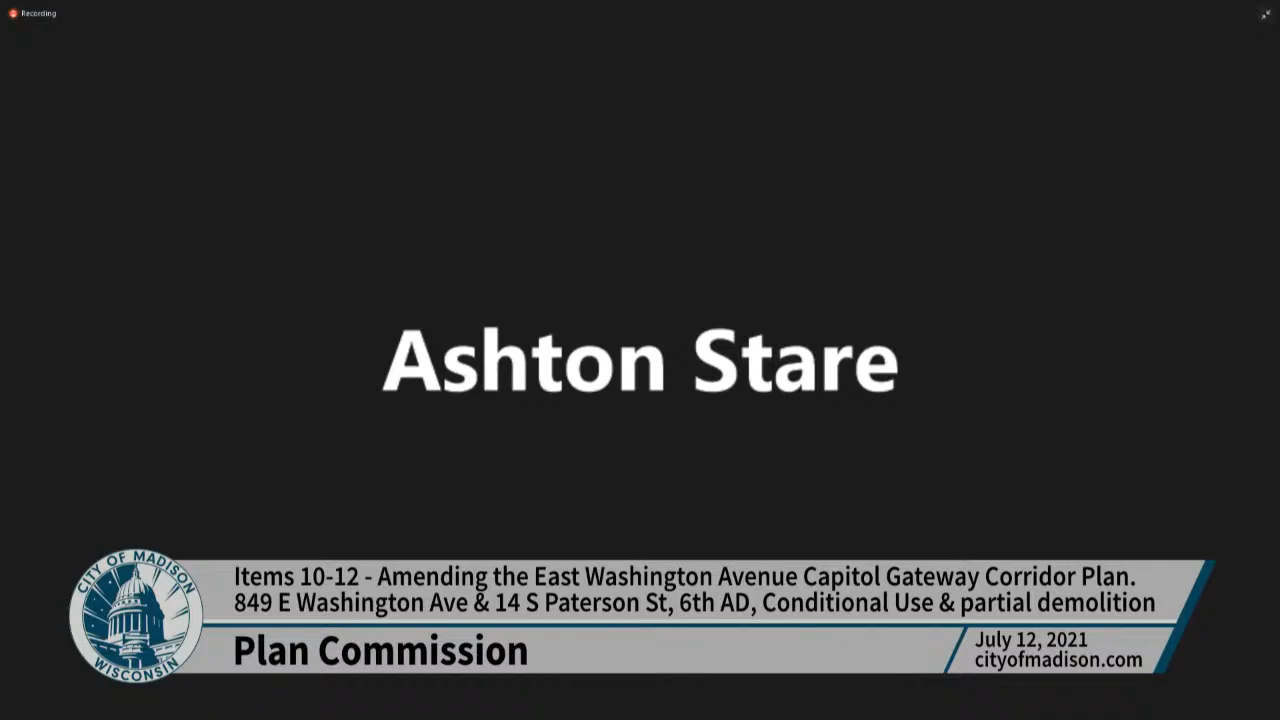 Recording
Ashton Stare
Items 10-12 - Amending the East Washington Avenue Capitol Gateway Corridor Plan.
849 E Washington Ave & 14 S Paterson St, 6th AD, Conditional Use & partial demolition
Plan Commission
July 12, 2021
cityofmadison.com
CITY OF MADISON
WISCONSIN